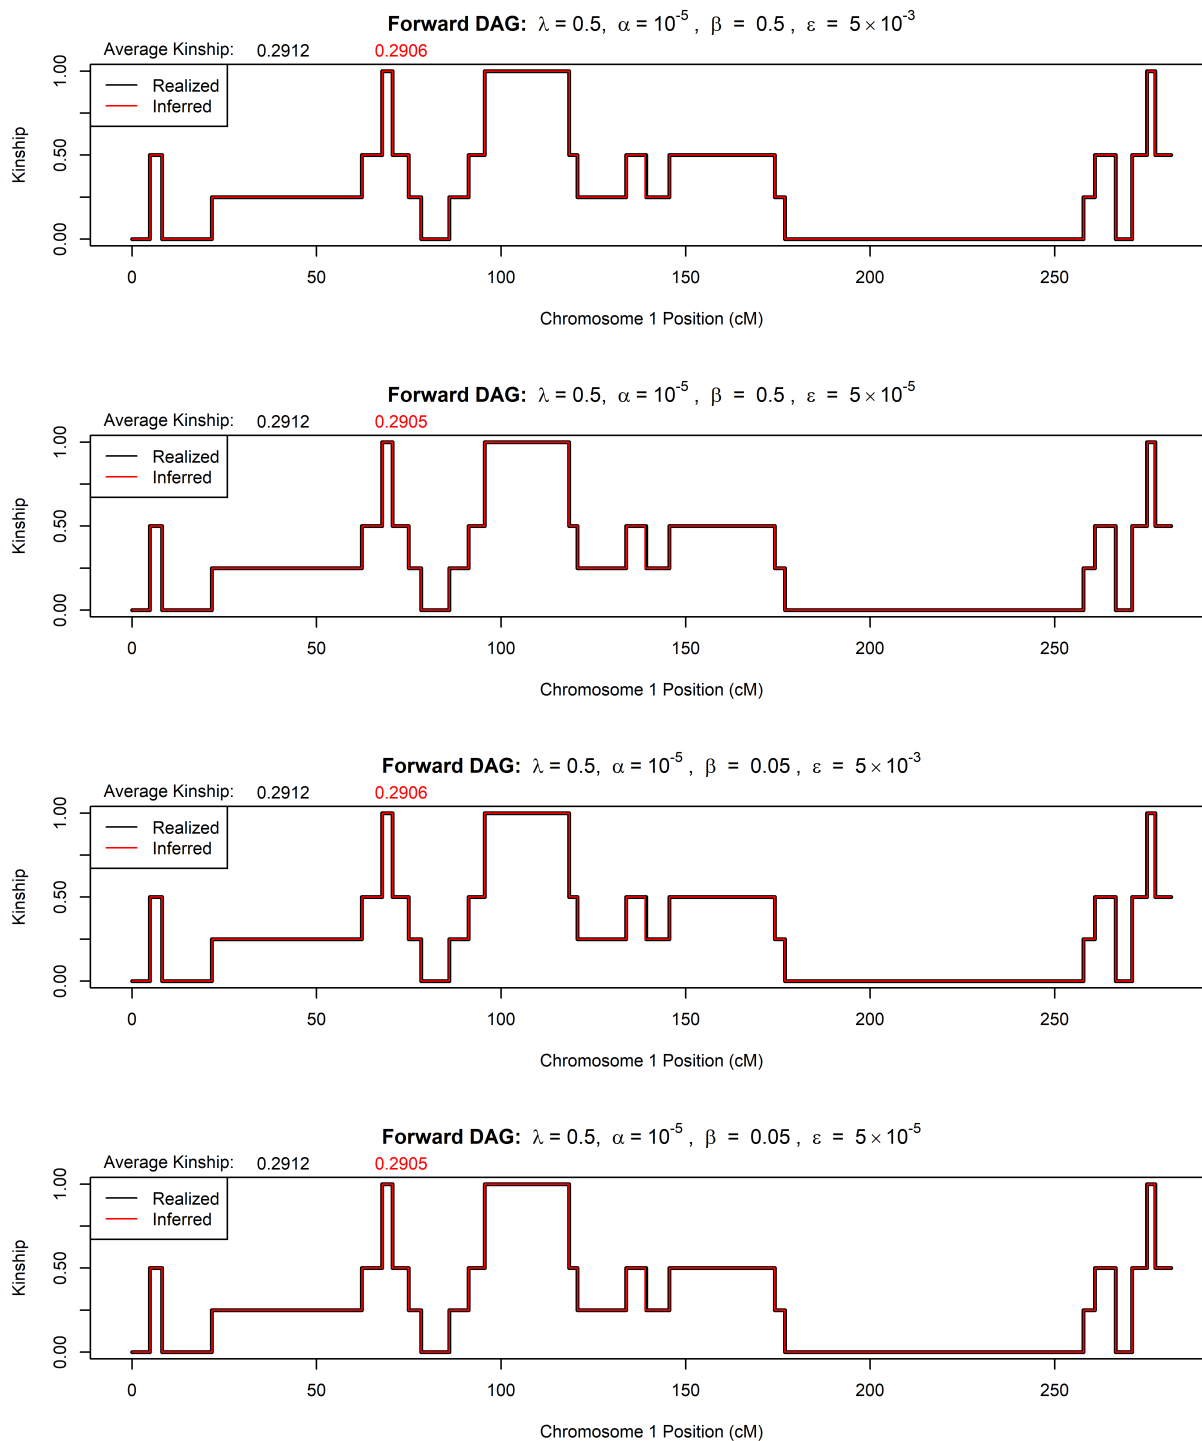 Forward DAG: λ = 0.5, α = 10⁻⁵ , β = 0.5 , ε = 5 × 10⁻³
Average Kinship: 0.2912 0.2906
Realized
Inferred
Kinship
1.00
0.50
0.00
0 50 100 150 200 250
Chromosome 1 Position (cM)
Forward DAG: λ = 0.5, α = 10⁻⁵ , β = 0.5 , ε = 5 × 10⁻⁵
Average Kinship: 0.2912 0.2905
Realized
Inferred
Kinship
1.00
0.50
0.00
0 50 100 150 200 250
Chromosome 1 Position (cM)
Forward DAG: λ = 0.5, α = 10⁻⁵ , β = 0.05 , ε = 5 × 10⁻³
Average Kinship: 0.2912 0.2906
Realized
Inferred
Kinship
1.00
0.50
0.00
0 50 100 150 200 250
Chromosome 1 Position (cM)
Forward DAG: λ = 0.5, α = 10⁻⁵ , β = 0.05 , ε = 5 × 10⁻⁵
Average Kinship: 0.2912 0.2905
Realized
Inferred
Kinship
1.00
0.50
0.00
0 50 100 150 200 250
Chromosome 1 Position (cM)